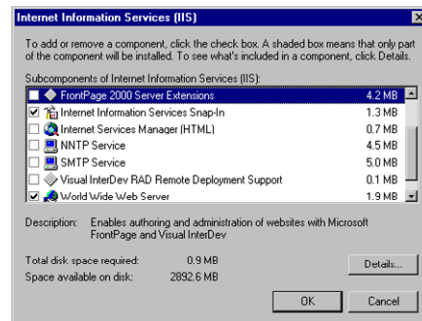 Internet Information Services (IIS)
To add or remove a component, click the check box. A shaded box means that only part
of the component will be installed. To see what's included in a component, click Details.
Subcomponents of Internet Information Services (IIS):
FrontPage 2000 Server Extensions 4.2 MB
Internet Information Services Snap-In 1.3 MB
Internet Services Manager (HTML) 0.7 MB
NNTP Service 4.5 MB
SMTP Service 5.0 MB
Visual InterDev RAD Remote Deployment Support 0.1 MB
World Wide Web Server 1.9 MB
Description: Enables authoring and administration of websites with Microsoft
FrontPage and Visual InterDev
Total disk space required: 0.9 MB
Space available on disk: 2892.6 MB
Details...
OK Cancel